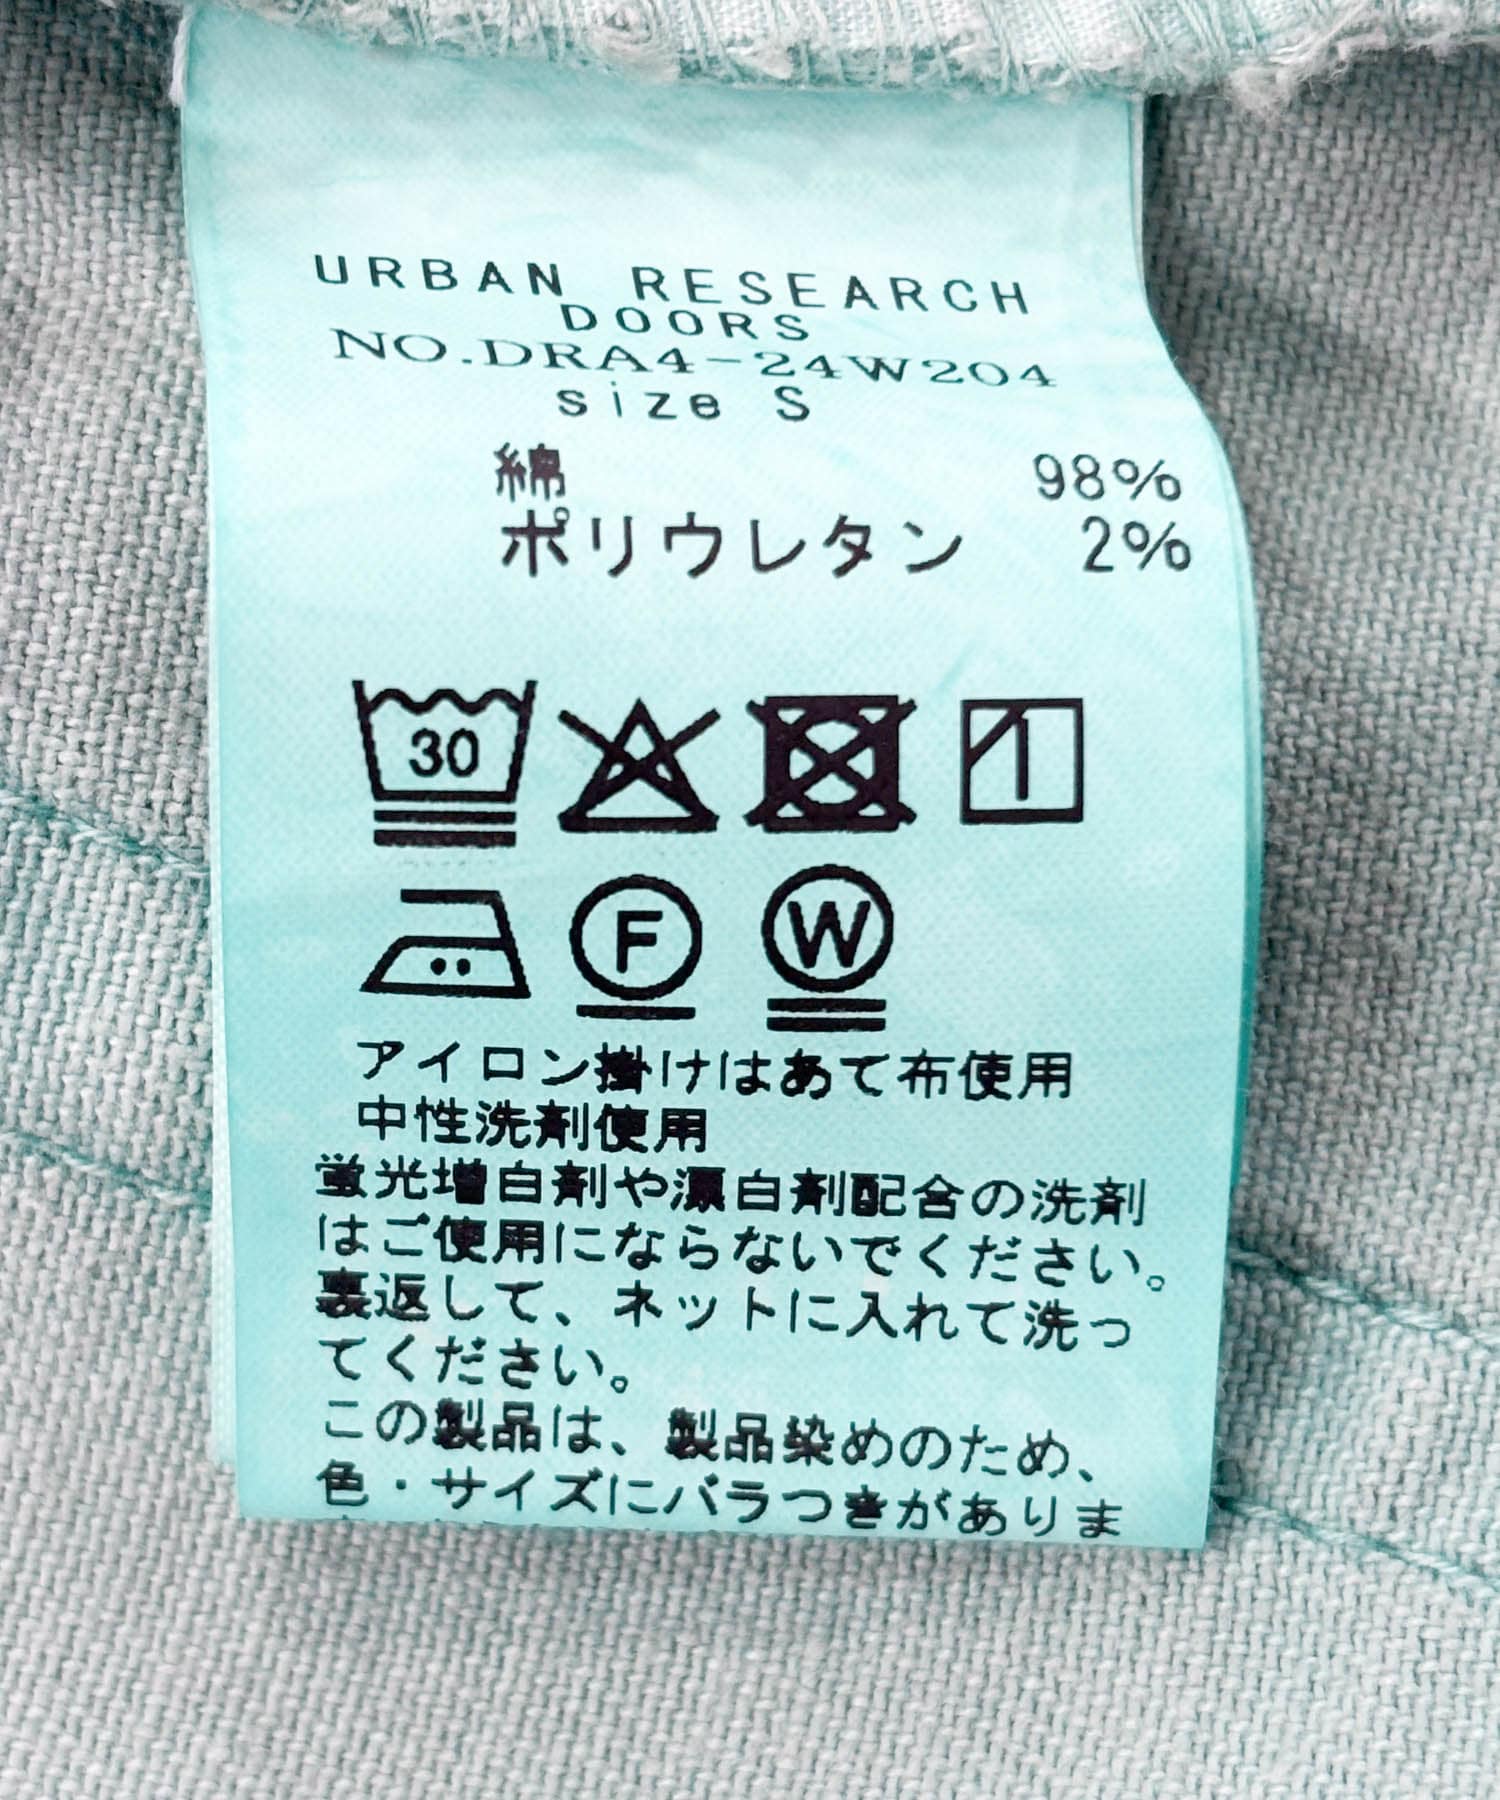 URBAN RESEARCH
DOORS
NO.DRA4-24W204
size S
綿 98%
ポリウレタン 2%
30
F W
アイロン掛けはあて布使用
中性洗剤使用
蛍光増白剤や漂白剤配合の洗剤
はご使用にならないでください。
裏返して、ネットに入れて洗っ
てください。
この製品は、製品染めのため、
色・サイズにバラつきがありま